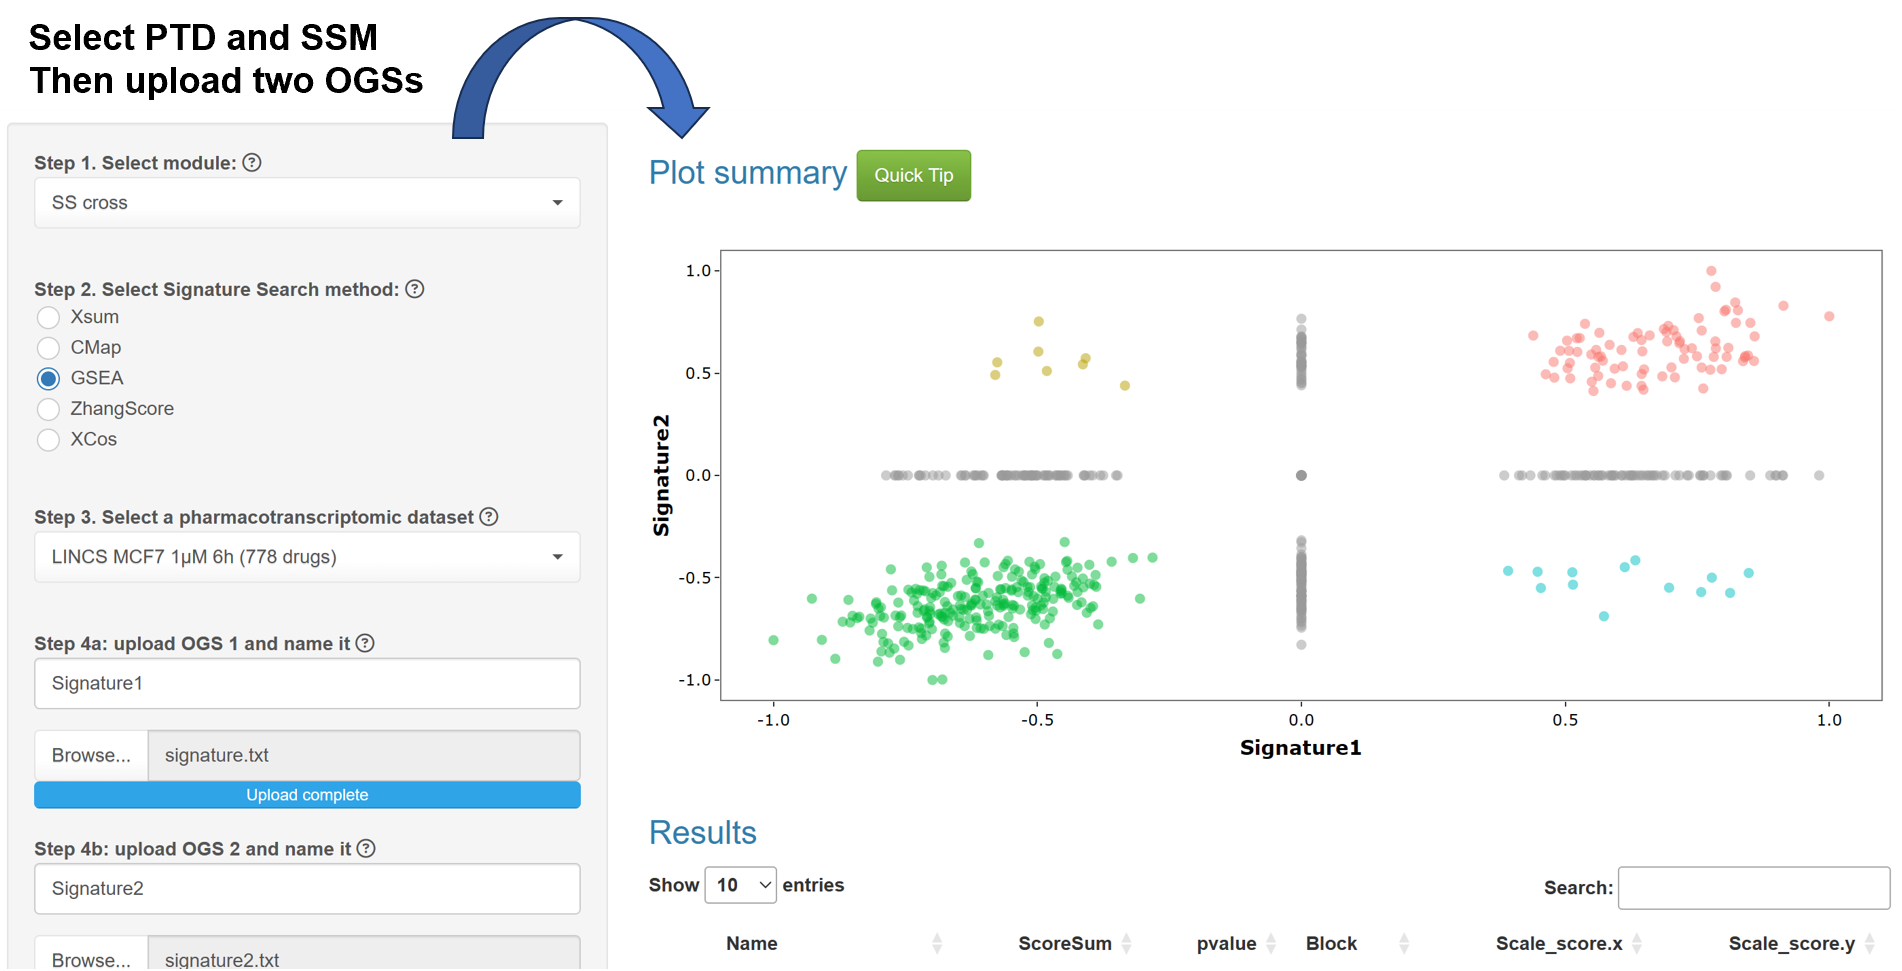 Select PTD and SSM
Then upload two OGSs
Step 1. Select module: ?
SS cross
Step 2. Select Signature Search method: ?
Xsum
CMap
GSEA
ZhangScore
XCos
Step 3. Select a pharmacotranscriptomic dataset ?
LINCS MCF7 1μM 6h (778 drugs)
Step 4a: upload OGS 1 and name it ?
Signature1
Browse... signature.txt
Upload complete
Step 4b: upload OGS 2 and name it ?
Signature2
Browse... signature2.txt
Plot summary Quick Tip
1.0
0.5
0.0
-0.5
-1.0
Signature2
-1.0 -0.5 0.0 0.5 1.0
Signature1
Results
Show 10 entries Search:
Name ScoreSum pvalue Block Scale_score.x Scale_score.y